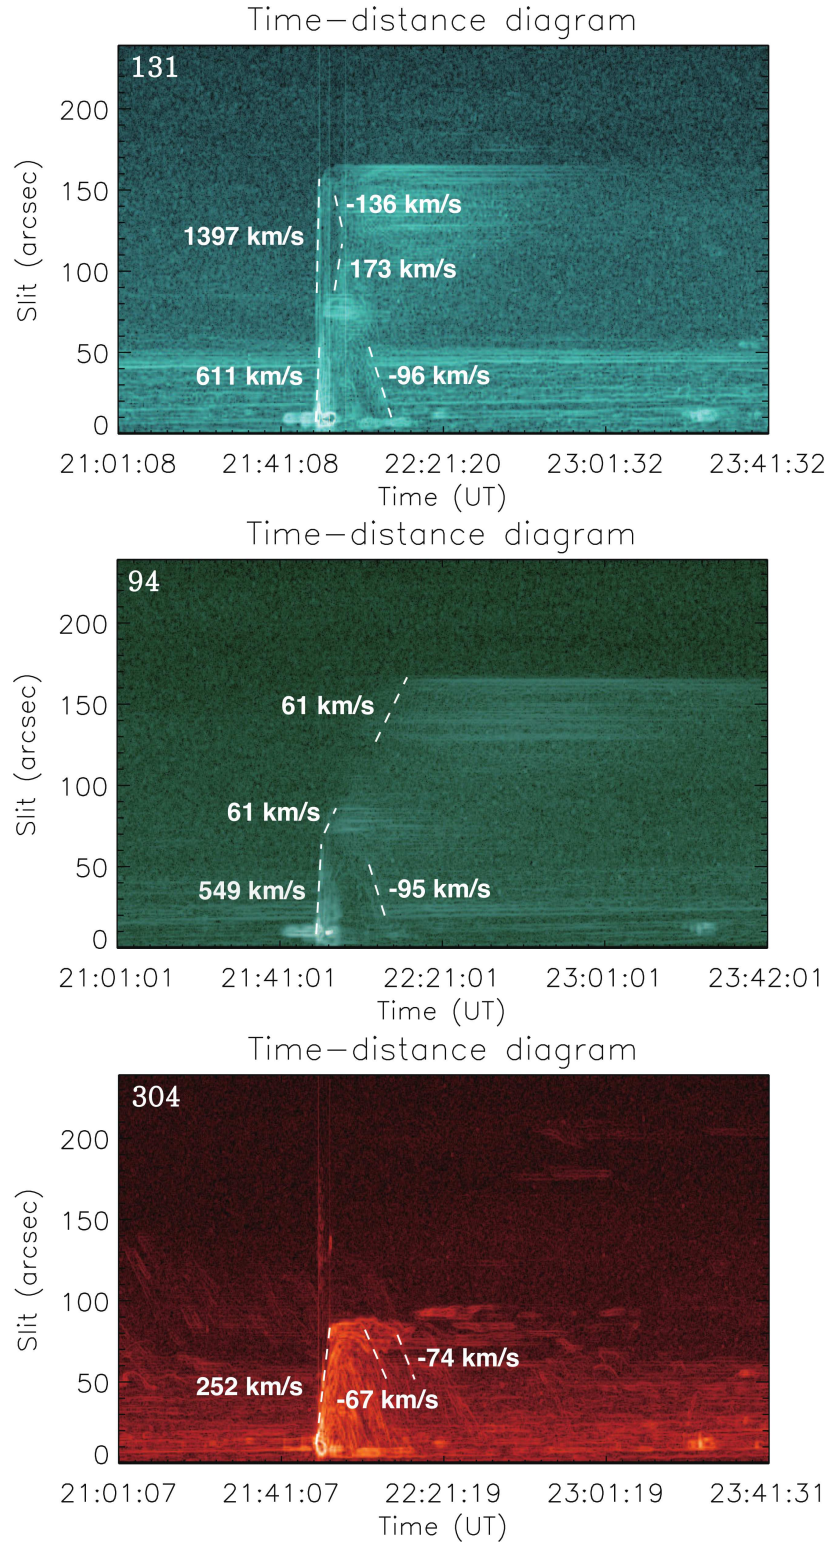 Time-distance diagram
131
200
150
100
50
0
Slit (arcsec)
-136 km/s
1397 km/s
173 km/s
611 km/s
-96 km/s
21:01:08 21:41:08 22:21:20 23:01:32 23:41:32
Time (UT)
Time-distance diagram
94
200
150
100
50
0
Slit (arcsec)
61 km/s
61 km/s
549 km/s
-95 km/s
21:01:01 21:41:01 22:21:01 23:01:01 23:42:01
Time (UT)
Time-distance diagram
304
200
150
100
50
0
Slit (arcsec)
-74 km/s
252 km/s
-67 km/s
21:01:07 21:41:07 22:21:19 23:01:19 23:41:31
Time (UT)